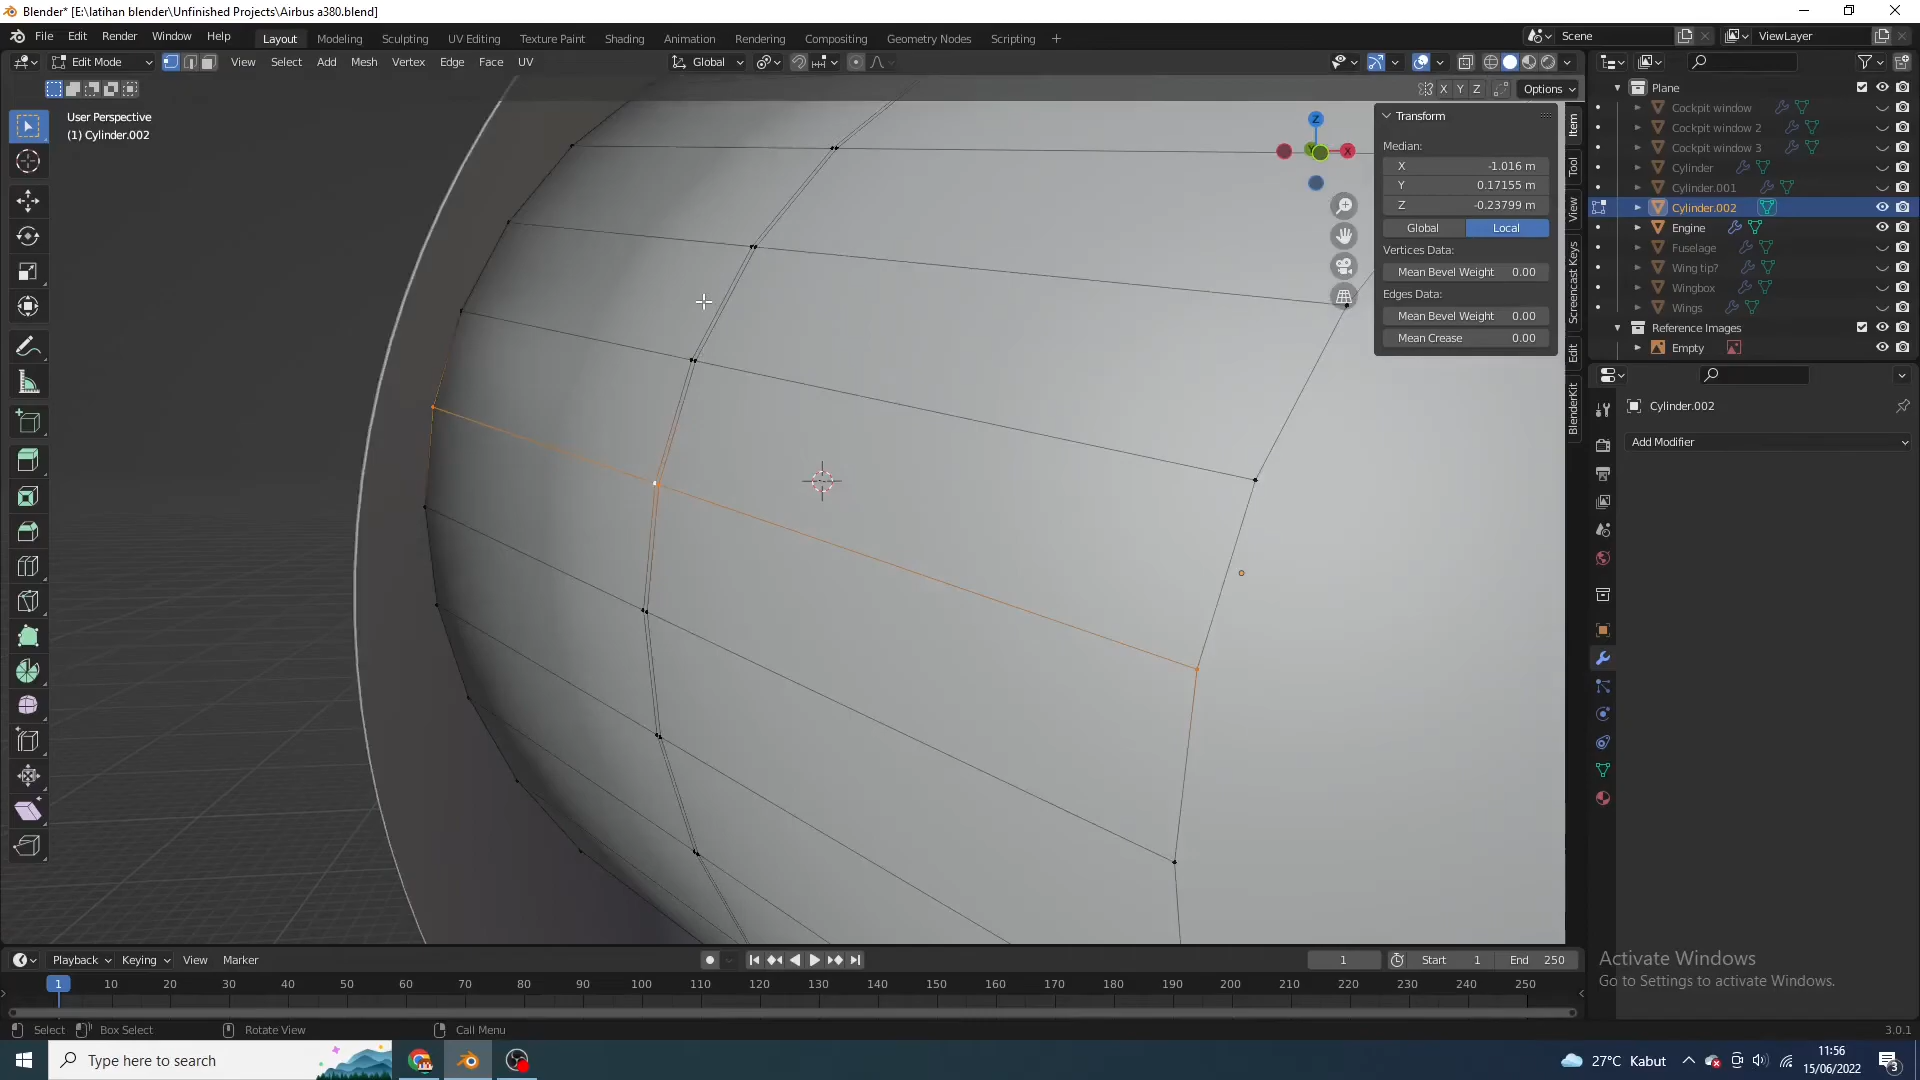 Blender* [E:\latihan blender\Unfinished Projects\Airbus a380.blend]
File Edit Render Window Help Layout Modeling Sculpting UV Editing Texture Paint Shading Animation Rendering Compositing Geometry Nodes Scripting + Scene ViewLayer
Edit Mode View Select Add Mesh Vertex Edge Face UV Global
X Y Z Options
User Perspective
(1) Cylinder.002
Z
X
Y
Transform
Median:
X -1.016 m
Y 0.17155 m
Z -0.23799 m
Global Local
Vertices Data:
Mean Bevel Weight 0.00
Edges Data:
Mean Bevel Weight 0.00
Mean Crease 0.00
Item
Tool
View
Screencast Keys
Edit
BlenderKit
Plane
Cockpit window
Cockpit window 2
Cockpit window 3
Cylinder
Cylinder.001
Cylinder.002
Engine
Fuselage
Wing tip?
Wingbox
Wings
Reference Images
Empty
Cylinder.002
Add Modifier
Activate Windows
Go to Settings to activate Windows.
Playback Keying View Marker 1 Start 1 End 250
1 10 20 30 40 50 60 70 80 90 100 110 120 130 140 150 160 170 180 190 200 210 220 230 240 250
Select Box Select Rotate View Call Menu 3.0.1
Type here to search 27°C Kabut 11:56
15/06/2022
3